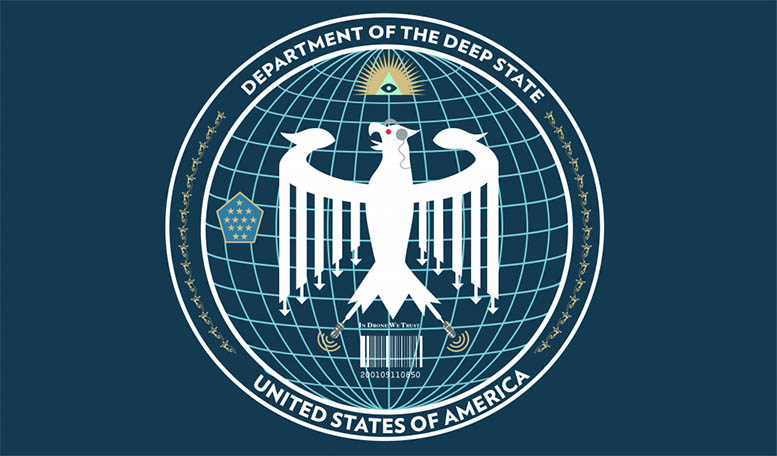 DEPARTMENT OF THE DEEP STATE
IN DRONE WE TRUST
200109110850
UNITED STATES OF AMERICA